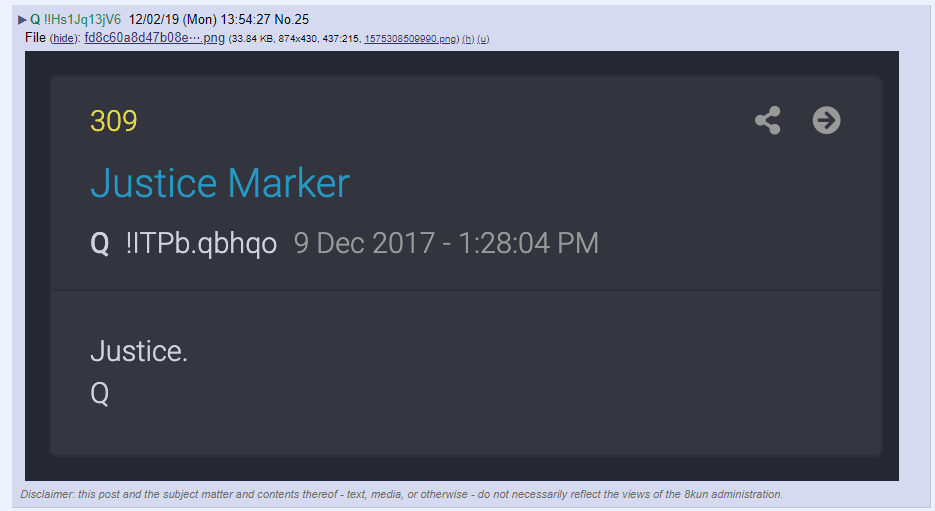 ▶ Q !!Hs1Jq13jV6 12/02/19 (Mon) 13:54:27 No.25
File (hide): fd8c60a8d47b08e⋯.png (33.84 KB, 874x430, 437:215, 1575308509990.png) (h) (u)
309
Justice Marker
Q !ITPb.qbhqo 9 Dec 2017 - 1:28:04 PM
Justice.
Q
Disclaimer: this post and the subject matter and contents thereof - text, media, or otherwise - do not necessarily reflect the views of the 8kun administration.